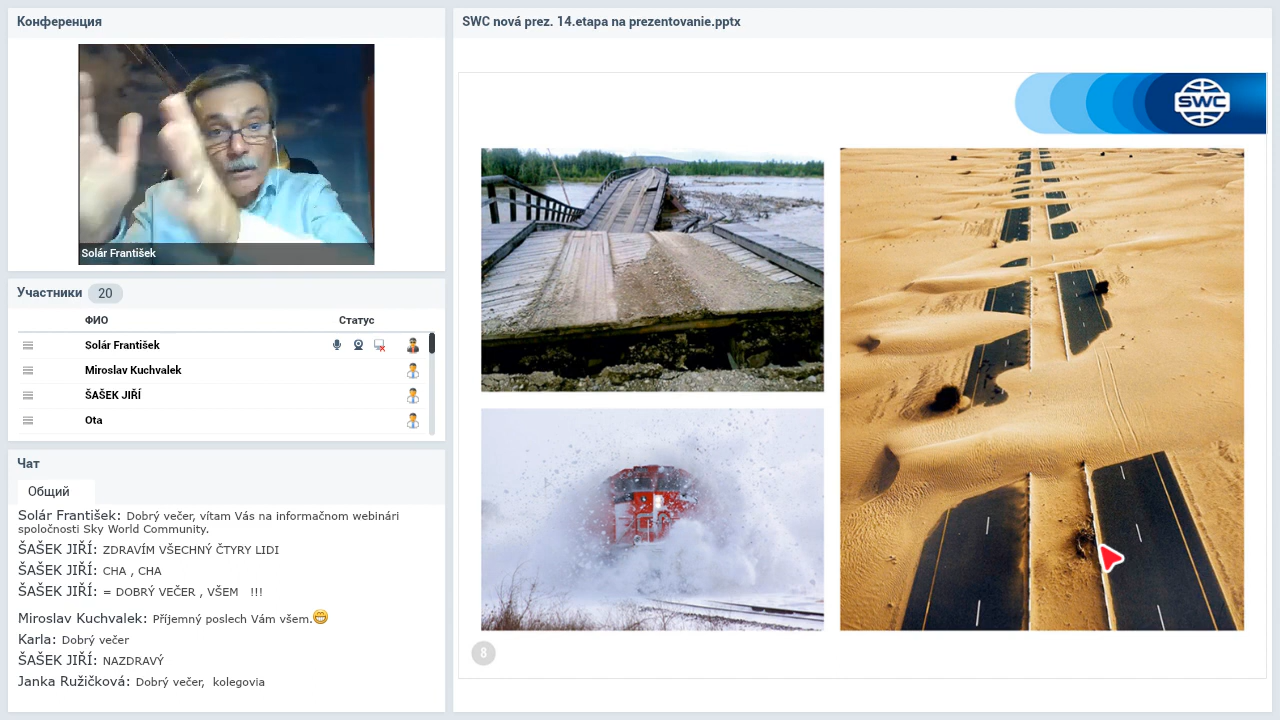 Конференция
Solár František
Участники 20
ФИО Статус
Solár František
Miroslav Kuchvalek
ŠAŠEK JIŘÍ
Ota
Чат
Общий
Solár František: Dobrý večer, vítam Vás na informačnom webinári
spoločnosti Sky World Community.
ŠAŠEK JIŘÍ: ZDRAVÍM VŠECHNÝ ČTYRY LIDI
ŠAŠEK JIŘÍ: CHA , CHA
ŠAŠEK JIŘÍ: = DOBRÝ VEČER , VŠEM !!!
Miroslav Kuchvalek: Příjemný poslech Vám všem.
Karla: Dobrý večer
ŠAŠEK JIŘÍ: NAZDRAVÝ
Janka Ružičková: Dobrý večer, kolegovia
SWC nová prez. 14.etapa na prezentovanie.pptx
SWC
8